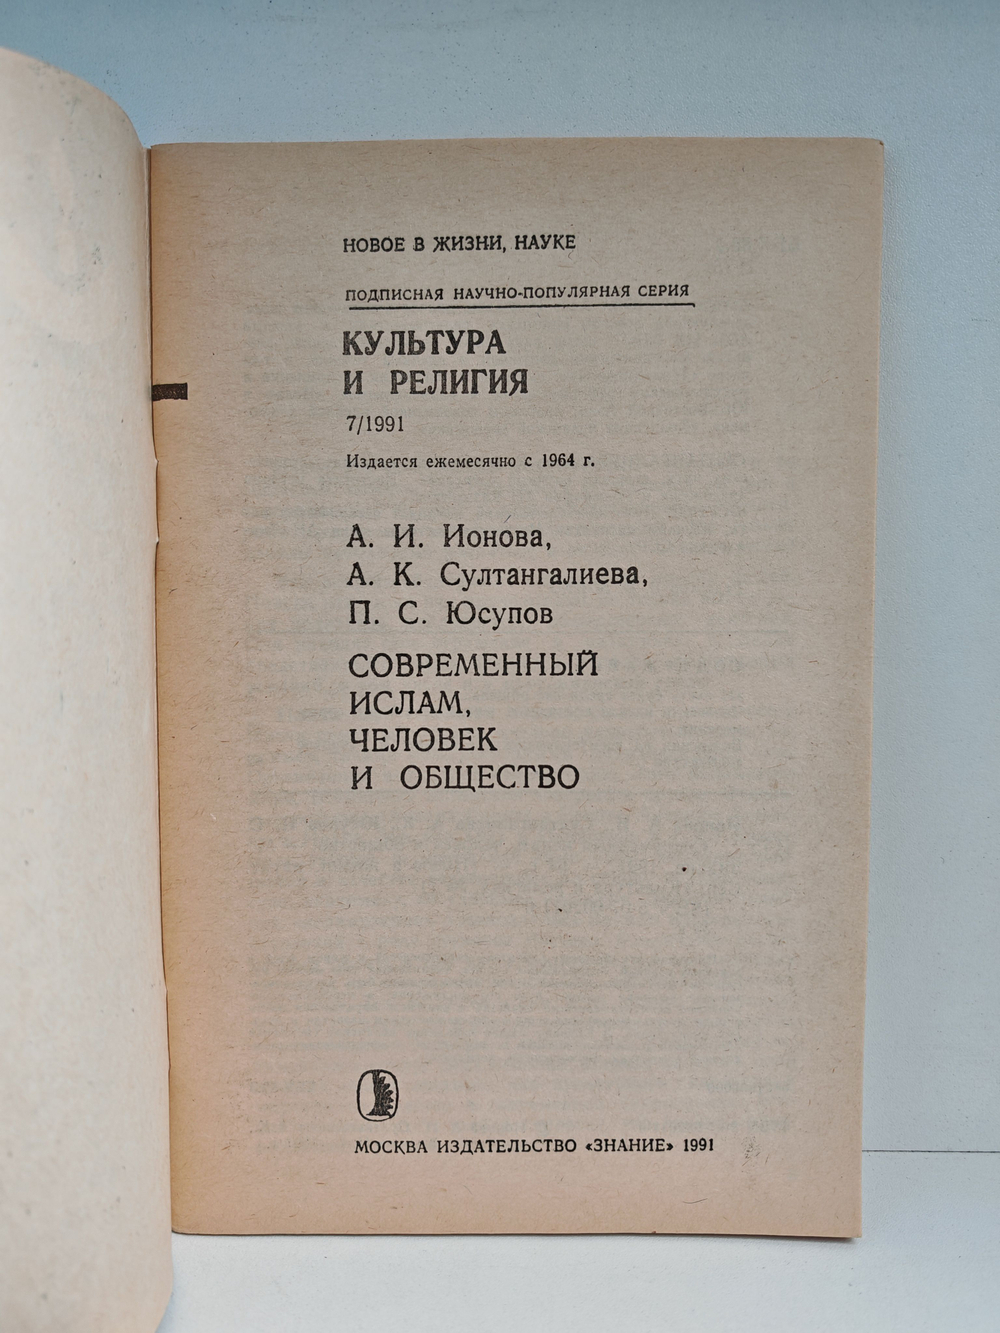 НОВОЕ В ЖИЗНИ, НАУКЕ
ПОДПИСНАЯ НАУЧНО-ПОПУЛЯРНАЯ СЕРИЯ
КУЛЬТУРА
И РЕЛИГИЯ
7/1991
Издается ежемесячно с 1964 г.
А. И. Ионова,
А. К. Султангалиева,
П. С. Юсупов
СОВРЕМЕННЫЙ
ИСЛАМ,
ЧЕЛОВЕК
И ОБЩЕСТВО
МОСКВА ИЗДАТЕЛЬСТВО «ЗНАНИЕ» 1991